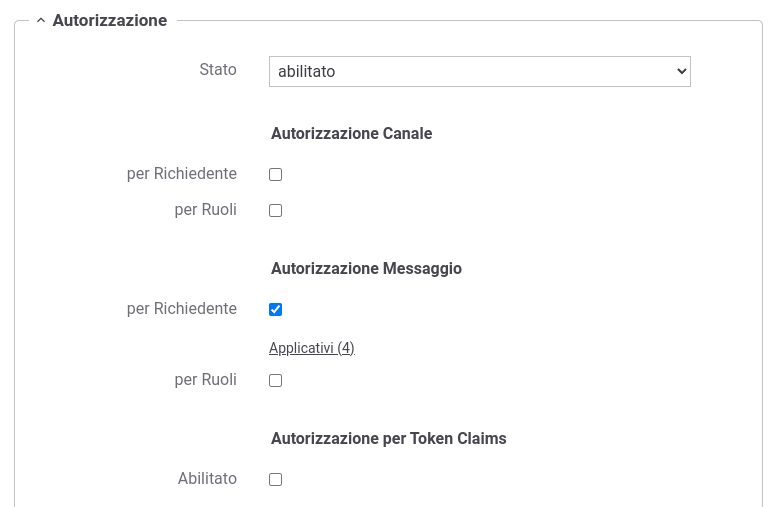 Autorizzazione
Stato abilitato
Autorizzazione Canale
per Richiedente
per Ruoli
Autorizzazione Messaggio
per Richiedente
Applicativi (4)
per Ruoli
Autorizzazione per Token Claims
Abilitato